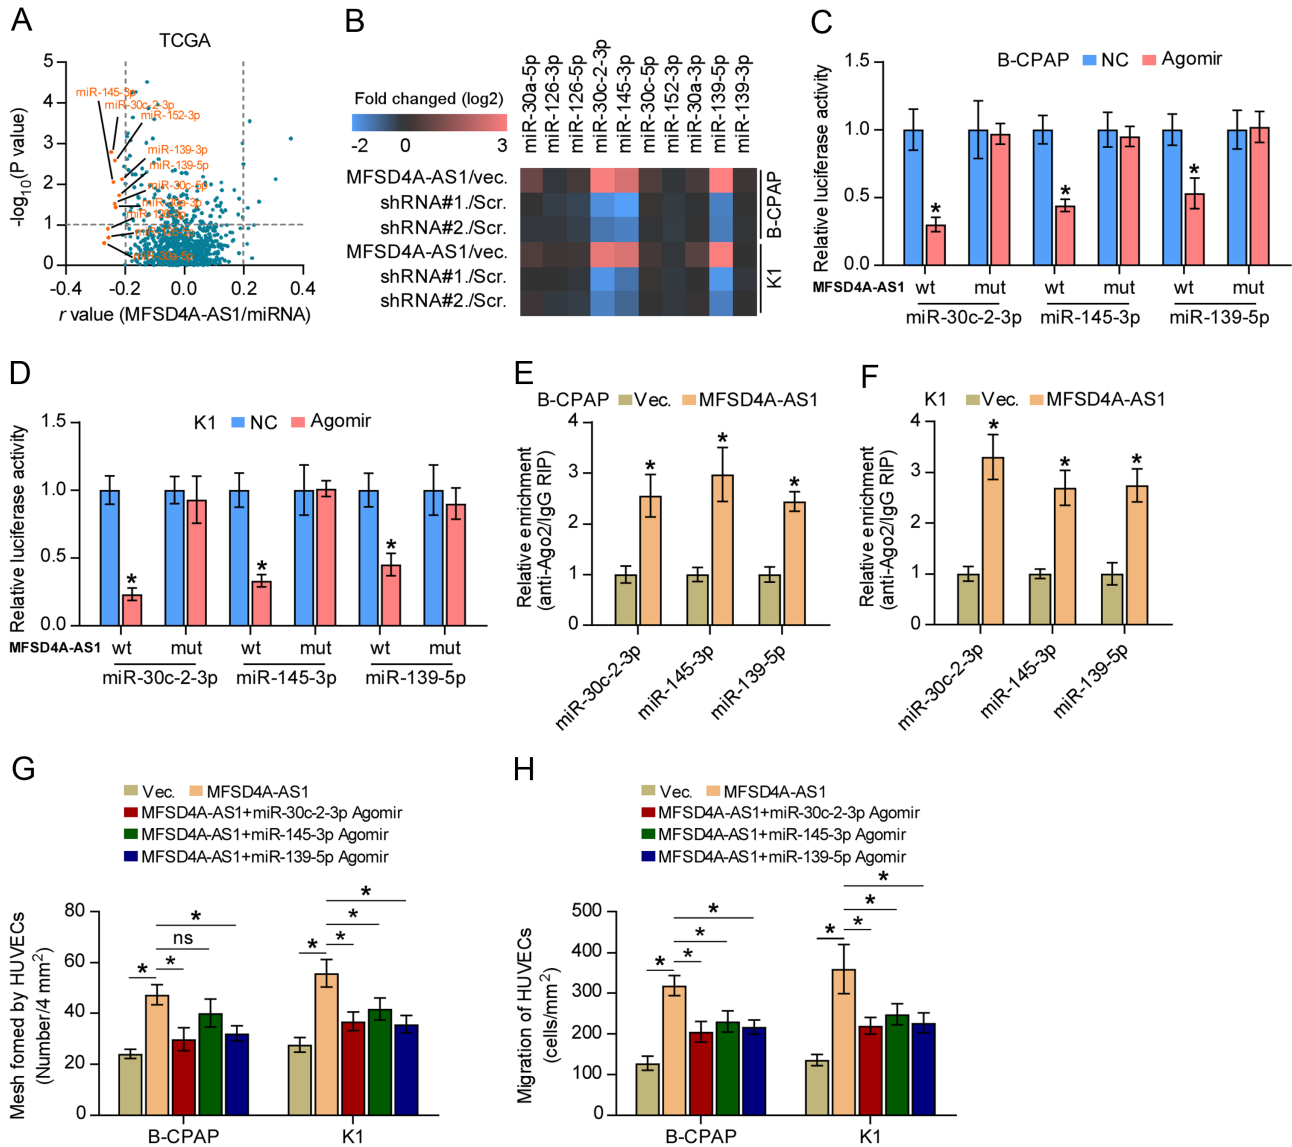 A
TCGA
-log10(P value)
5
4
3
2
1
0
miR-145-3p
miR-30c-2-3p
miR-152-3p
miR-139-3p
miR-139-5p
miR-30c-5p
miR-30a-5p
-0.4
-0.2
0.0
0.2
0.4
r value (MFSD4A-AS1/miRNA)
B
Fold changed (log2)
-2
0
3
miR-30a-5p
miR-126-3p
miR-126-5p
miR-30c-2-3p
miR-145-3p
miR-30c-5p
miR-152-3p
miR-30a-3p
miR-139-5p
miR-139-3p
MFSD4A-AS1/vec.
shRNA#1./Scr.
shRNA#2./Scr.
MFSD4A-AS1/vec.
shRNA#1./Scr.
shRNA#2./Scr.
B-CPAP
K1
C
B-CPAP NC Agomir
Relative luciferase activity
1.5
1.0
0.5
0.0
* * *
MFSD4A-AS1 wt mut wt mut wt mut
miR-30c-2-3p miR-145-3p miR-139-5p
D
K1 NC Agomir
Relative luciferase activity
1.5
1.0
0.5
0.0
* * *
MFSD4A-AS1 wt mut wt mut wt mut
miR-30c-2-3p miR-145-3p miR-139-5p
E
B-CPAP Vec. MFSD4A-AS1
Relative enrichment
(anti-Ago2/IgG RIP)
4
3
2
1
0
* * *
miR-30c-2-3p
miR-145-3p
miR-139-5p
F
K1 Vec. MFSD4A-AS1
Relative enrichment
(anti-Ago2/IgG RIP)
4
3
2
1
0
* * *
miR-30c-2-3p
miR-145-3p
miR-139-5p
G
Vec. MFSD4A-AS1
MFSD4A-AS1+miR-30c-2-3p Agomir
MFSD4A-AS1+miR-145-3p Agomir
MFSD4A-AS1+miR-139-5p Agomir
Mesh fomed by HUVECs
(Number/4 mm2)
80
60
40
20
0
*
ns
* *
*
*
* *
B-CPAP K1
H
Vec. MFSD4A-AS1
MFSD4A-AS1+miR-30c-2-3p Agomir
MFSD4A-AS1+miR-145-3p Agomir
MFSD4A-AS1+miR-139-5p Agomir
Migration of HUVECs
(cells/mm2)
500
400
300
200
100
0
*
*
* *
*
*
* *
B-CPAP K1